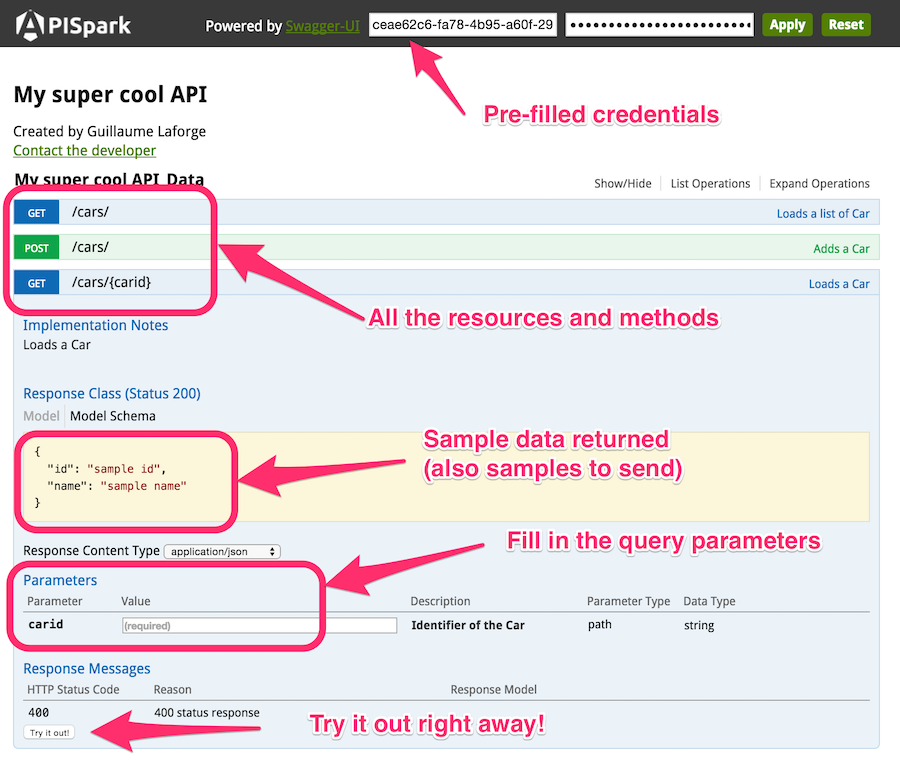 APISpark
Powered by Swagger-UI ceae62c6-fa78-4b95-a60f-29 •••••••••••••••••••••••••• Apply Reset
Pre-filled credentials
My super cool API
Created by Guillaume Laforge
Contact the developer
My super cool API Data
Show/Hide List Operations Expand Operations
GET /cars/ Loads a list of Car
POST /cars/ Adds a Car
GET /cars/{carid} Loads a Car
All the resources and methods
Implementation Notes
Loads a Car
Response Class (Status 200)
Model Model Schema
Sample data returned
(also samples to send)
{
"id": "sample id",
"name": "sample name"
}
Fill in the query parameters
Response Content Type application/json
Parameters
Parameter Value Description Parameter Type Data Type
carid (required) Identifier of the Car path string
Response Messages
HTTP Status Code Reason Response Model
400 400 status response
Try it out!
Try it out right away!